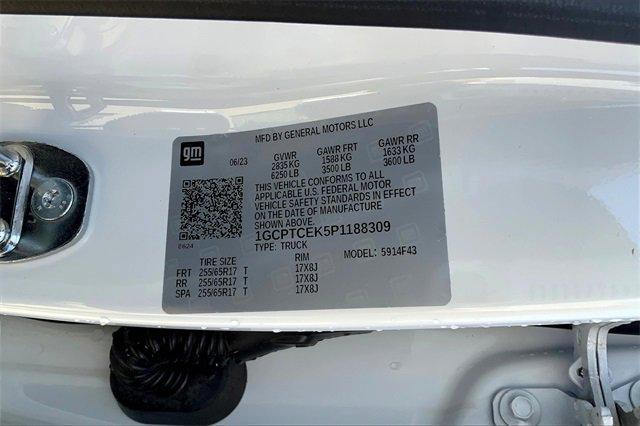 MFD BY GENERAL MOTORS LLC
gm 06/23 GVWR GAWR FRT GAWR RR
2835KG 1588 KG 1633 KG
6250 LB 3500 LB 3600 LB
THIS VEHICLE CONFORMS TO ALL
APPLICABLE U.S. FEDERAL MOTOR
VEHICLE SAFETY STANDARDS IN EFFECT
ON THE DATE OF MANUFACTURE
SHOWN ABOVE.
1GCPTCEK5P1188309
TYPE: TRUCK MODEL: 5914F43
TIRE SIZE RIM
FRT 255/65R17 T 17X8J
RR 255/65R17 T 17X8J
SPA 255/65R17 T 17X8J